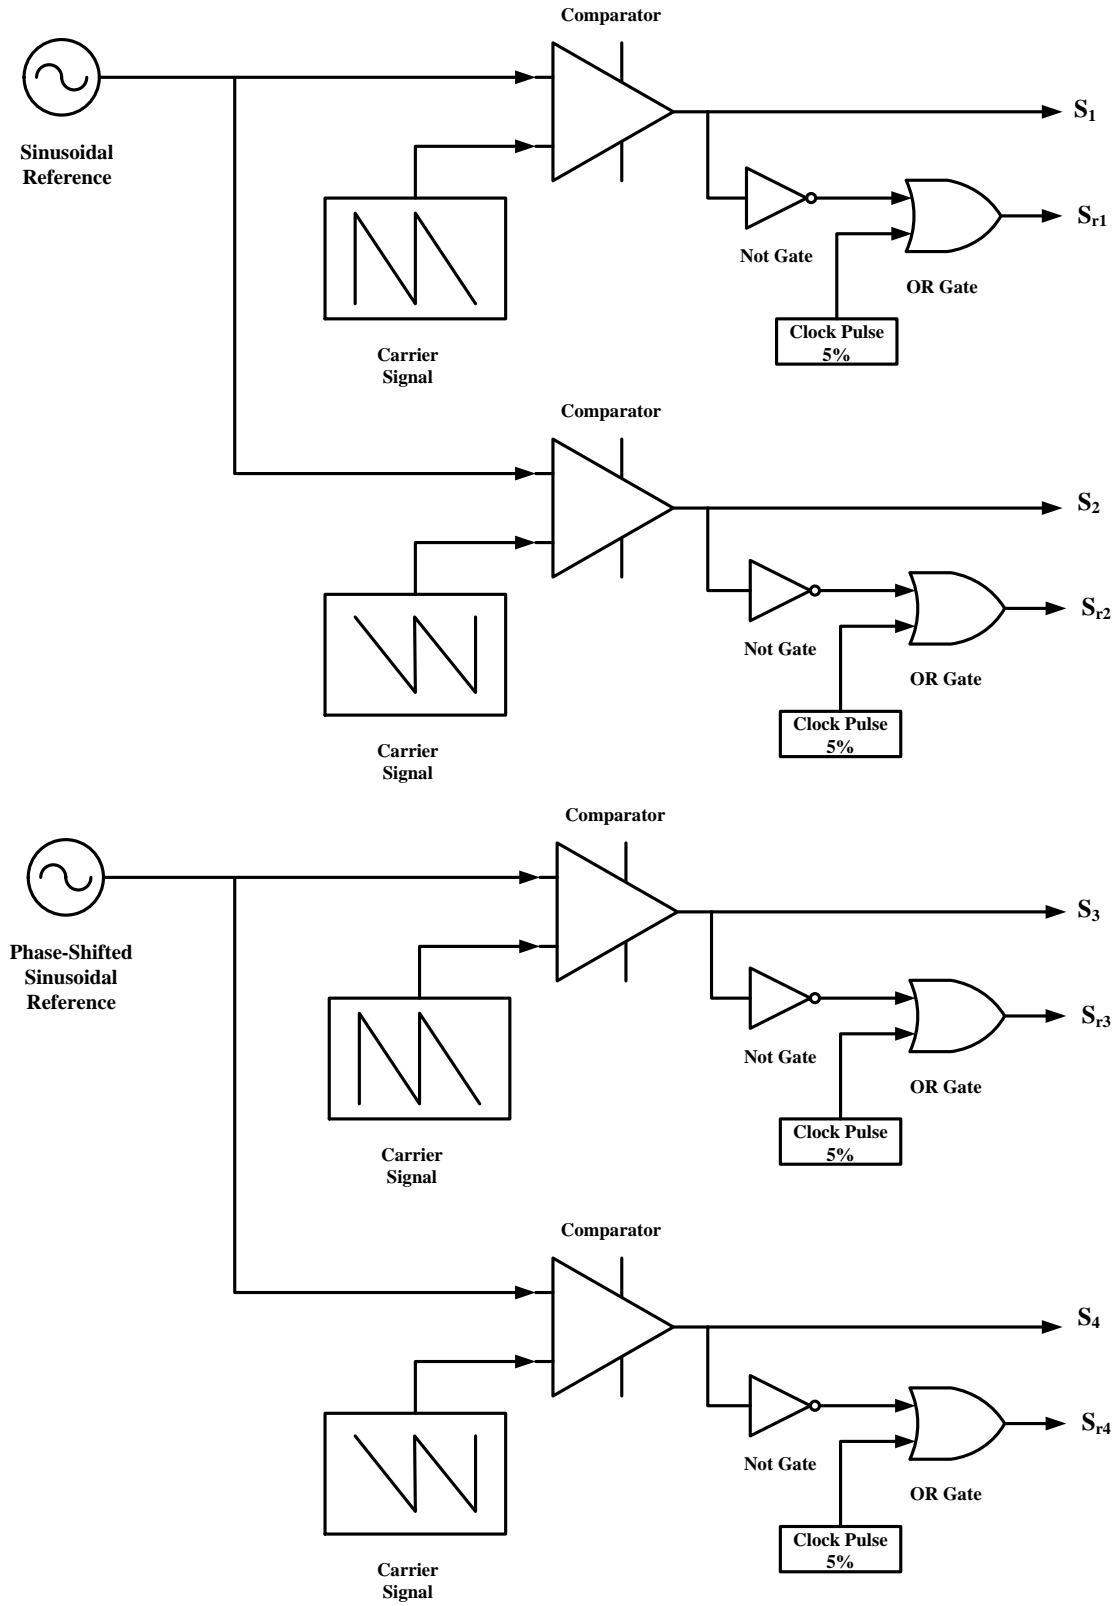 Comparator
S1
Sinusoidal
Reference
Sr1
Not Gate
OR Gate
Clock Pulse
5%
Carrier
Signal
Comparator
S2
Sr2
Not Gate
OR Gate
Clock Pulse
5%
Carrier
Signal
Comparator
S3
Phase-Shifted
Sinusoidal
Reference
Sr3
Not Gate
OR Gate
Clock Pulse
5%
Carrier
Signal
Comparator
S4
Sr4
Not Gate
OR Gate
Clock Pulse
5%
Carrier
Signal